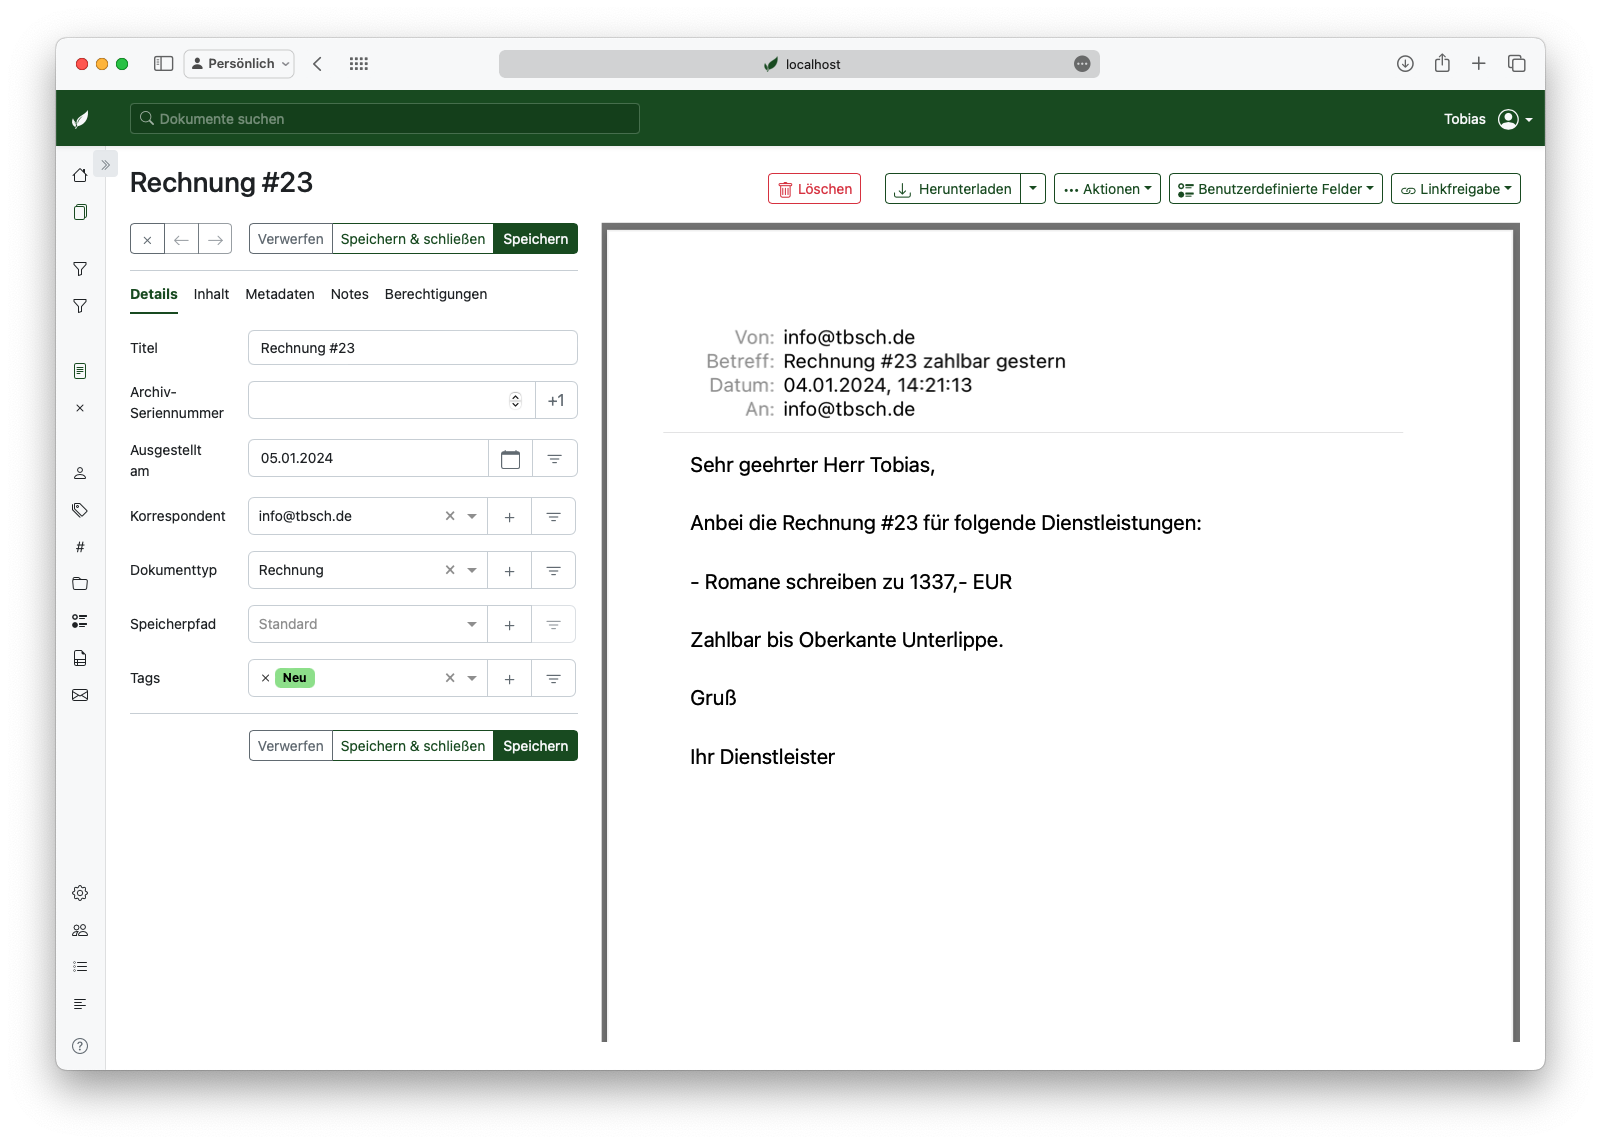 Persönlich
localhost
Dokumente suchen
Tobias
Rechnung #23
Löschen
Herunterladen
Aktionen
Benutzerdefinierte Felder
Linkfreigabe
Verwerfen
Speichern & schließen
Speichern
Details
Inhalt
Metadaten
Notes
Berechtigungen
Titel
Rechnung #23
Archiv-
Seriennummer
+1
Ausgestellt
am
05.01.2024
Korrespondent
info@tbsch.de
Dokumenttyp
Rechnung
Speicherpfad
Standard
Tags
Neu
Verwerfen
Speichern & schließen
Speichern
Von: info@tbsch.de
Betreff: Rechnung #23 zahlbar gestern
Datum: 04.01.2024, 14:21:13
An: info@tbsch.de
Sehr geehrter Herr Tobias,
Anbei die Rechnung #23 für folgende Dienstleistungen:
- Romane schreiben zu 1337,- EUR
Zahlbar bis Oberkante Unterlippe.
Gruß
Ihr Dienstleister